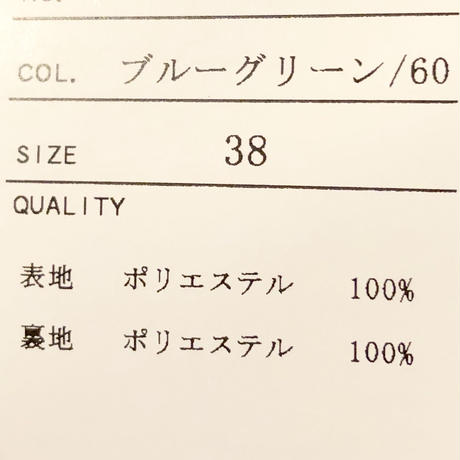 COL. ブルーグリーン/60
SIZE 38
QUALITY
表地 ポリエステル 100%
裏地 ポリエステル 100%